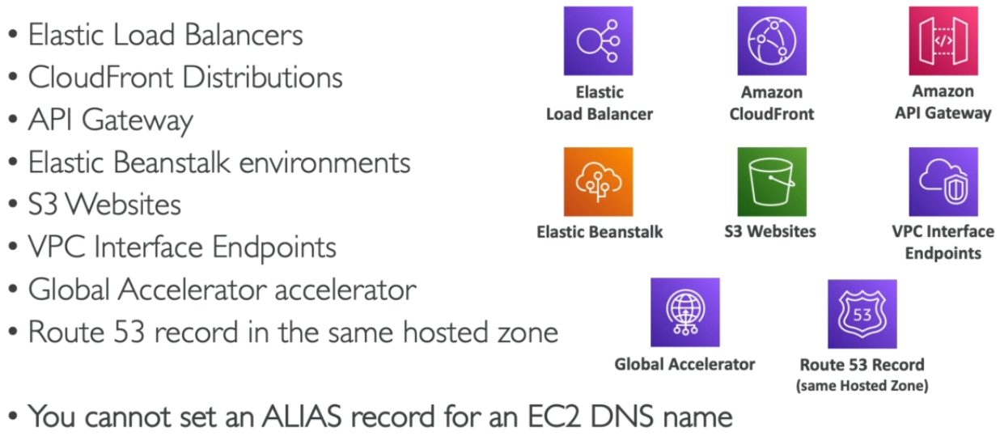 • Elastic Load Balancers
• CloudFront Distributions
• API Gateway
• Elastic Beanstalk environments
• S3 Websites
• VPC Interface Endpoints
• Global Accelerator accelerator
• Route 53 record in the same hosted zone
• You cannot set an ALIAS record for an EC2 DNS name
Elastic
Load Balancer
Amazon
CloudFront
</>
Amazon
API Gateway
Elastic Beanstalk
S3 Websites
VPC Interface
Endpoints
Global Accelerator
53
Route 53 Record
(same Hosted Zone)